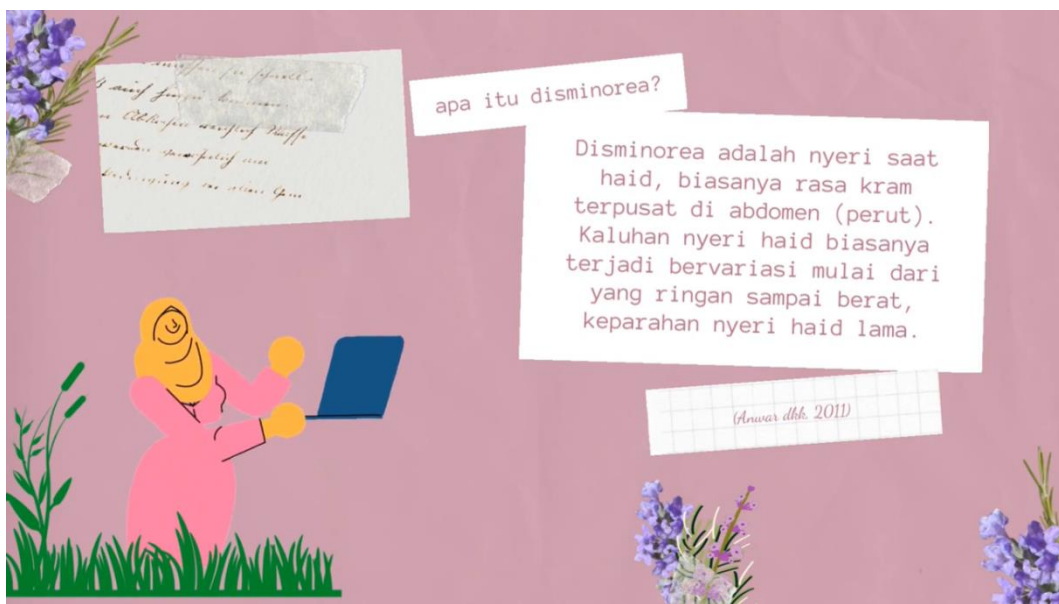 auch
apa itu disminorea?
Disminorea adalah nyeri saat
haid, biasanya rasa kram
terpusat di abdomen (perut).
Kaluhan nyeri haid biasanya
terjadi bervariasi mulai dari
yang ringan sampai berat,
keparahan nyeri haid lama.
(Anwar dkk, 2011)